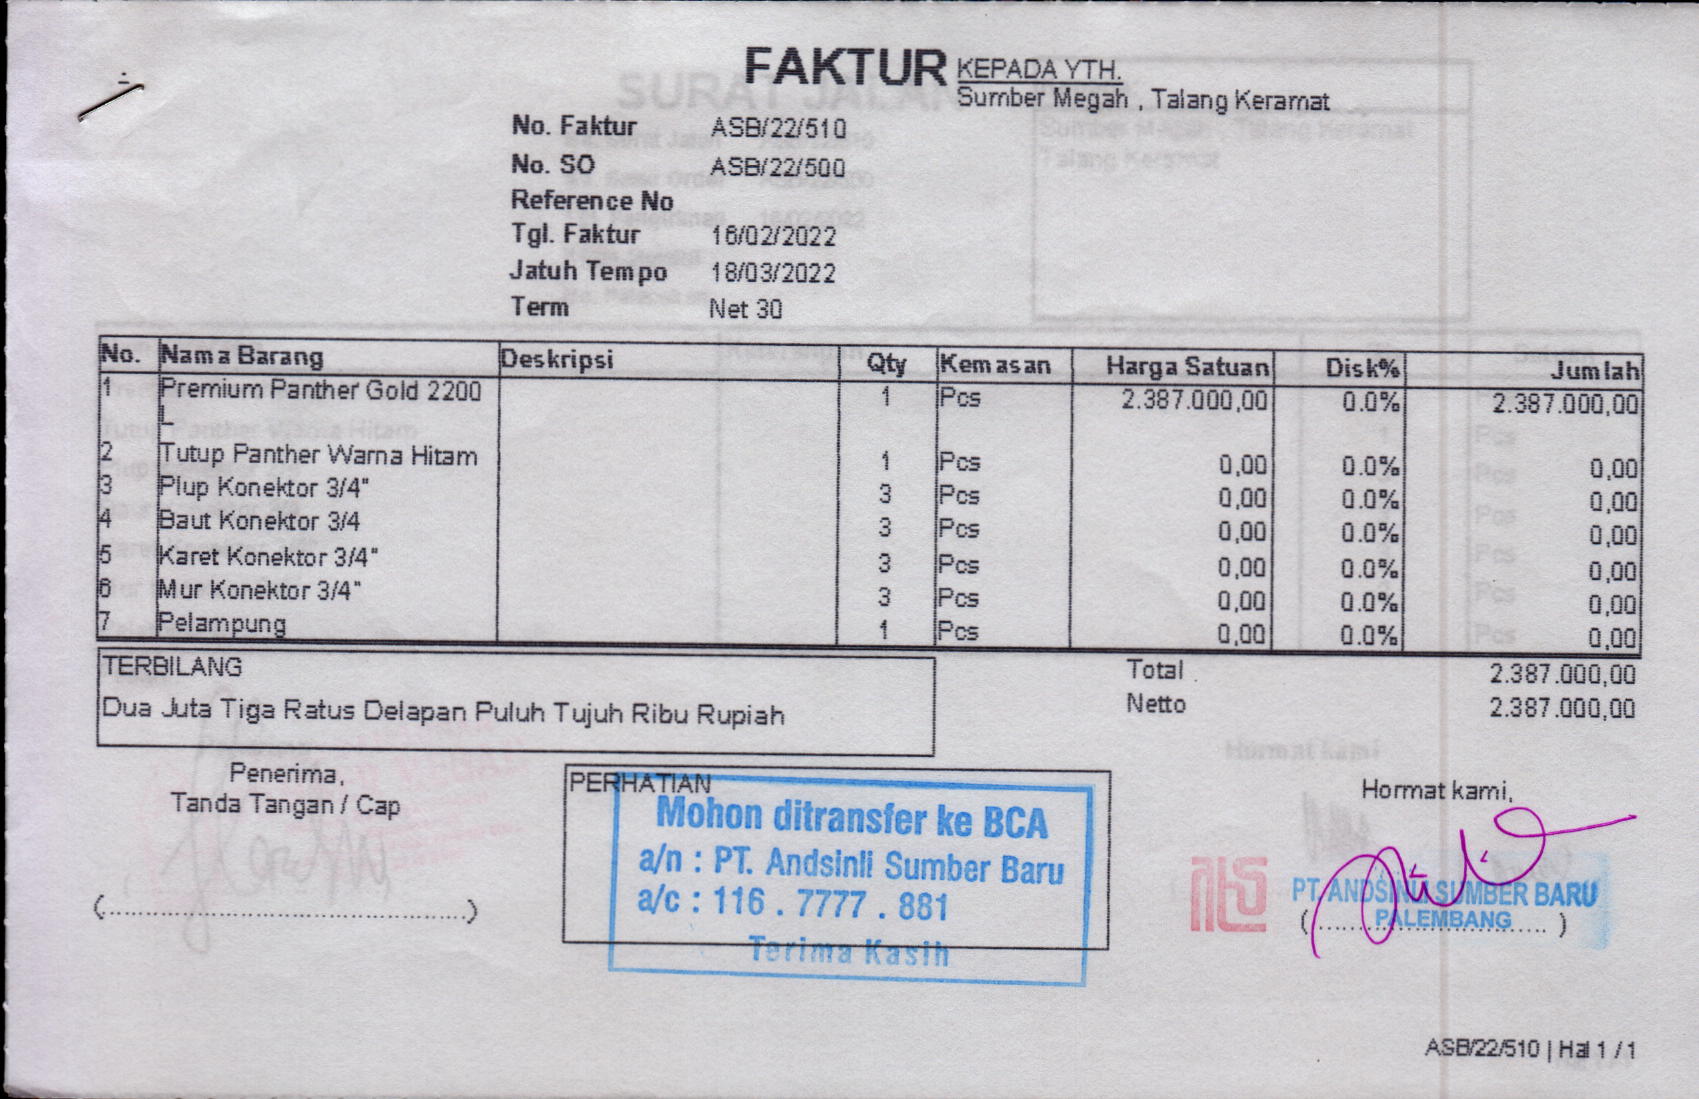 FAKTUR
KEPADA YTH.
Sumber Megah , Talang Keramat
No. Faktur ASB/22/510
No. SO ASB/22/500
Reference No
Tgl. Faktur 16/02/2022
Jatuh Tempo 18/03/2022
Term Net 30
No. Nama Barang Deskripsi Qty Kemasan Harga Satuan Disk% Jumlah
1 Premium Panther Gold 2200 1 Pcs 2.387.000,00 0.0% 2.387.000,00
L
2 Tutup Panther Warna Hitam 1 Pcs 0,00 0.0% 0,00
3 Plup Konektor 3/4" 3 Pcs 0,00 0.0% 0,00
4 Baut Konektor 3/4 3 Pcs 0,00 0.0% 0,00
5 Karet Konektor 3/4" 3 Pcs 0,00 0.0% 0,00
6 Mur Konektor 3/4" 3 Pcs 0,00 0.0% 0,00
7 Pelampung 1 Pcs 0,00 0.0% 0,00
TERBILANG
Dua Juta Tiga Ratus Delapan Puluh Tujuh Ribu Rupiah
Total 2.387.000,00
Netto 2.387.000,00
Penerima,
Tanda Tangan / Cap
(..................................................)
PERHATIAN
Mohon ditransfer ke BCA
a/n : PT. Andsinli Sumber Baru
a/c : 116 . 7777 . 881
Terima Kasih
Hormat kami,
PT. ANDSINLI SUMBER BARU
PALEMBANG
(..................................)
ASB/22/510 | Hal 1 / 1